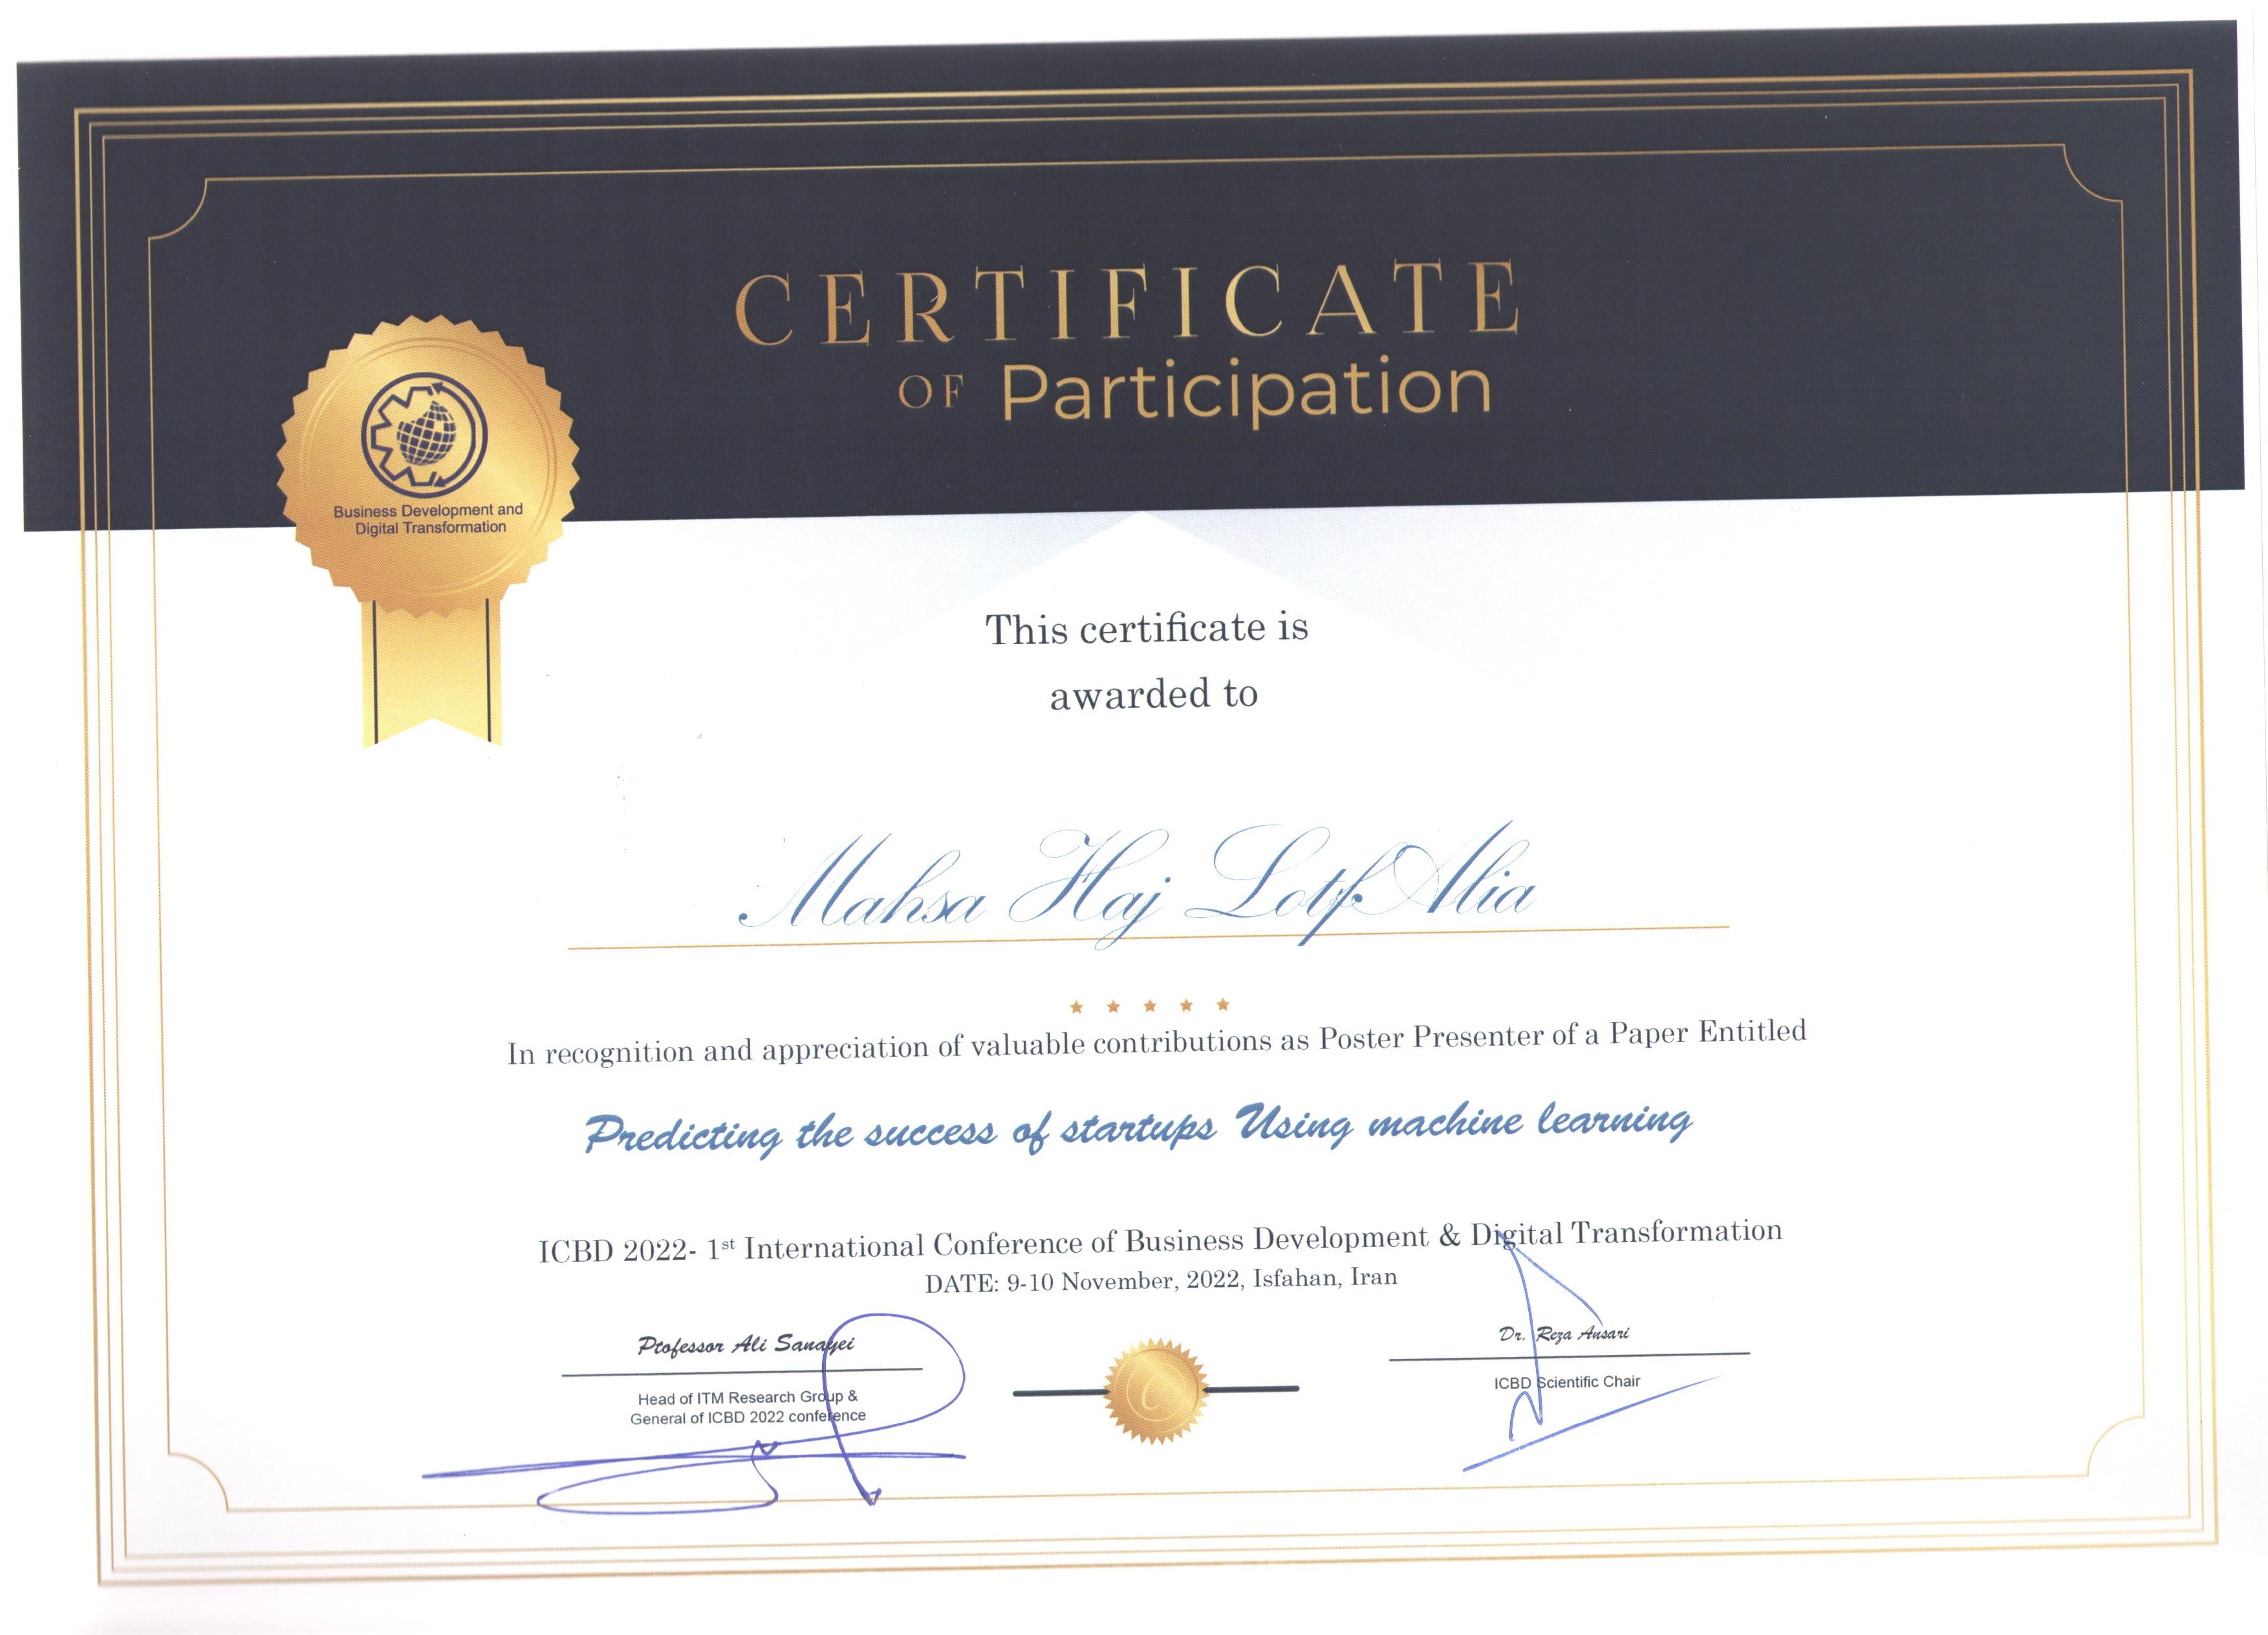 CERTIFICATE
OF Participation
Business Development and
Digital Transformation
This certificate is
awarded to
Mahsa Haj LotfAlia
In recognition and appreciation of valuable contributions as Poster Presenter of a Paper Entitled
Predicting the success of startups Using machine learning
ICBD 2022- 1st International Conference of Business Development & Digital Transformation
DATE: 9-10 November, 2022, Isfahan, Iran
Ptofessor Ali Sanayei
Head of ITM Research Group &
General of ICBD 2022 conference
C
Dr. Reza Ansari
ICBD Scientific Chair